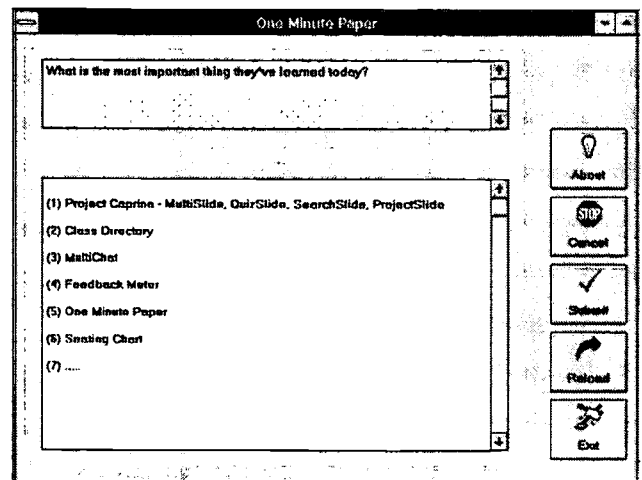 One Minute Paper
What is the most important thing they've learned today?
(1) Project Caprina - MultiSlide, QuizSlide, SearchSlide, ProjectSlide
(2) Class Directory
(3) MultiChat
(4) Feedback Meter
(5) One Minute Paper
(6) Seating Chart
(7) .....
About
STOP
Cancel
Submit
Reload
Exit